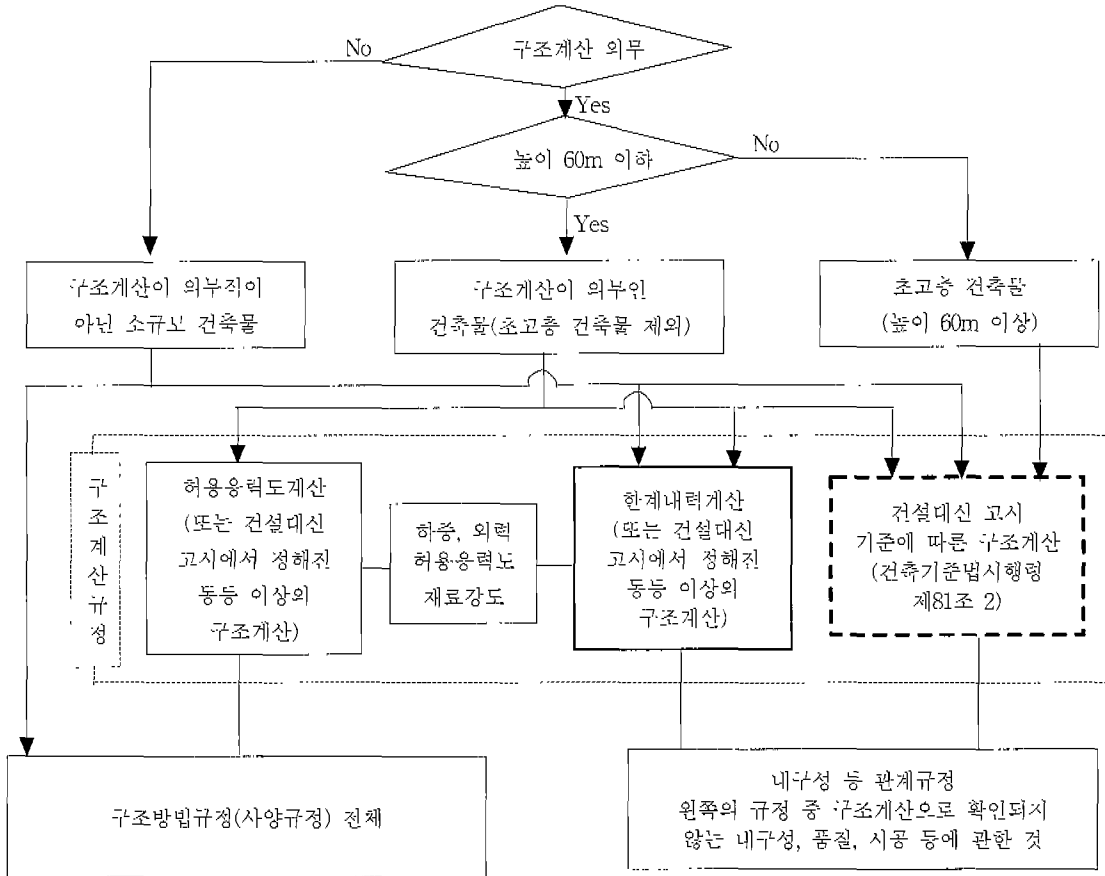 구조계산 의무
No
Yes
높이 60m 이하
No
Yes
구조계산이 의무적이
아닌 소규모 건축물
구조계산이 의무인
건축물(초고층 건축물 제외)
초고층 건축물
(높이 60m 이상)
구
조
계
산
규
정
허용응력도계산
(또는 건설대신
고시에서 정해진
동등 이상의
구조계산)
하중, 외력
허용응력도
재료강도
한계내력계산
(또는 건설대신
고시에서 정해진
동등 이상의
구조계산)
건설대신 고시
기준에 따른 구조계산
(건축기준법시행령
제81조 2)
구조방법규정(사양규정) 전체
내구성 등 관계규정
왼쪽의 규정 중 구조계산으로 확인되지
않는 내구성, 품질, 시공 등에 관한 것